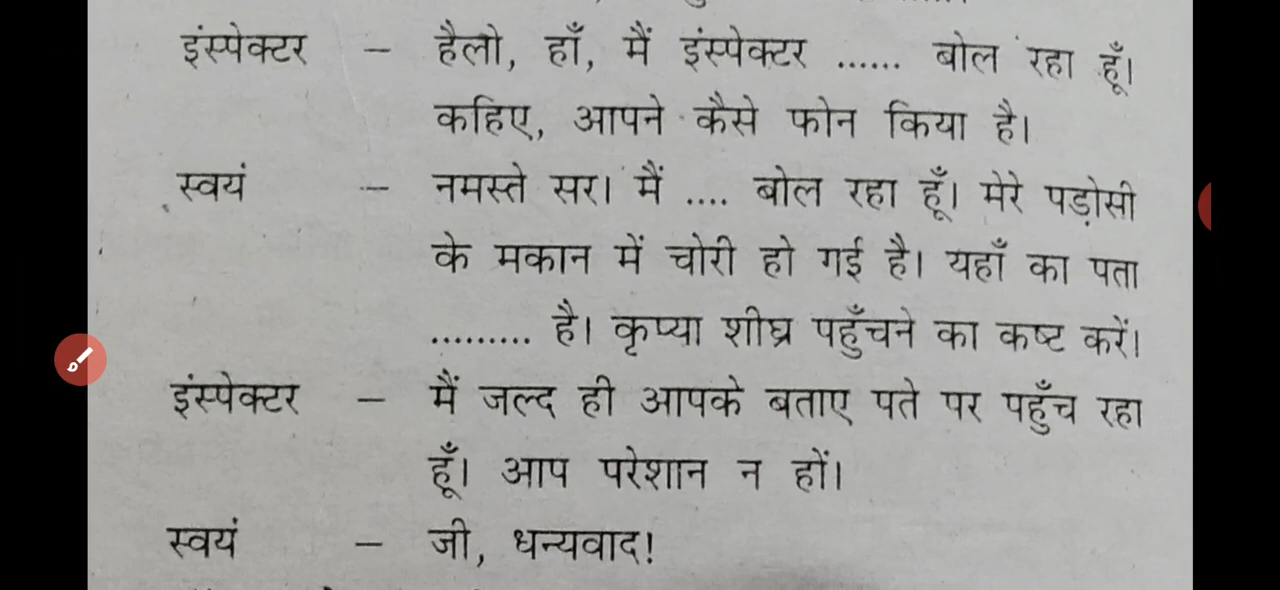 इंस्पेक्टर – हैलो, हाँ, मैं इंस्पेक्टर ...... बोल रहा हूँ।
कहिए, आपने कैसे फोन किया है।
स्वयं – नमस्ते सर। मैं .... बोल रहा हूँ। मेरे पड़ोसी
के मकान में चोरी हो गई है। यहाँ का पता
......... है। कृप्या शीघ्र पहुँचने का कष्ट करें।
इंस्पेक्टर – मैं जल्द ही आपके बताए पते पर पहुँच रहा
हूँ। आप परेशान न हों।
स्वयं – जी, धन्यवाद!